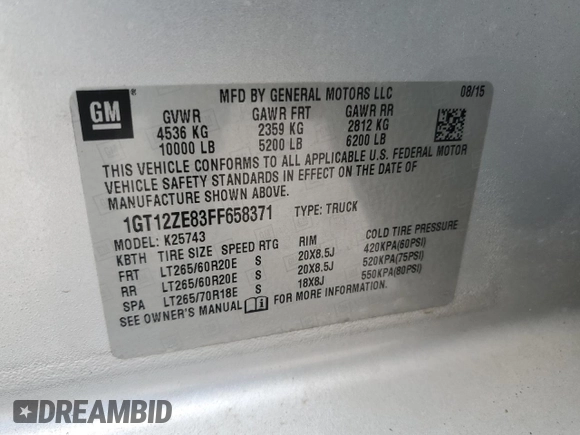 GM
MFD BY GENERAL MOTORS LLC 08/15
GVWR GAWR FRT GAWR RR
4536 KG 2359 KG 2812 KG
10000 LB 5200 LB 6200 LB
THIS VEHICLE CONFORMS TO ALL APPLICABLE U.S. FEDERAL MOTOR
VEHICLE SAFETY STANDARDS IN EFFECT ON THE DATE OF
MANUFACTURE SHOWN ABOVE.
1GT12ZE83FF658371 TYPE: TRUCK
MODEL: K25743
KBTH TIRE SIZE SPEED RTG RIM COLD TIRE PRESSURE
FRT LT265/60R20E S 20X8.5J 420KPA(60PSI)
RR LT265/60R20E S 20X8.5J 520KPA(75PSI)
SPA LT265/70R18E S 18X8J 550KPA(80PSI)
SEE OWNER'S MANUAL FOR MORE INFORMATION.
DREAMBID